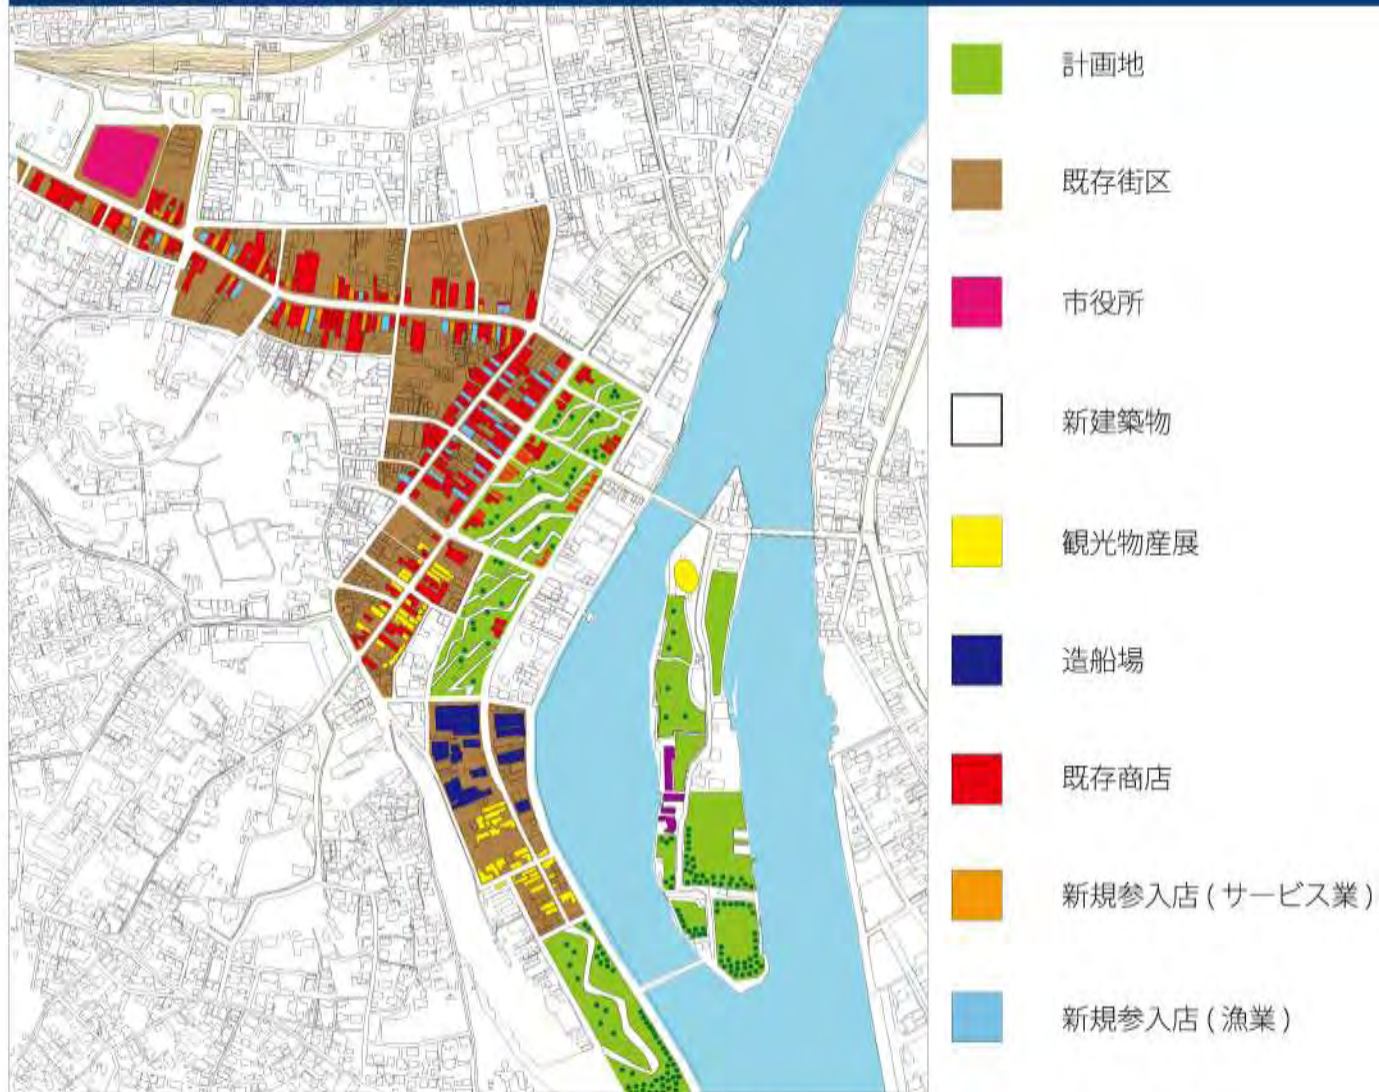 計画地
既存街区
市役所
新建築物
観光物産展
造船場
既存商店
新規参入店 ( サービス業 )
新規参入店 ( 漁業 )